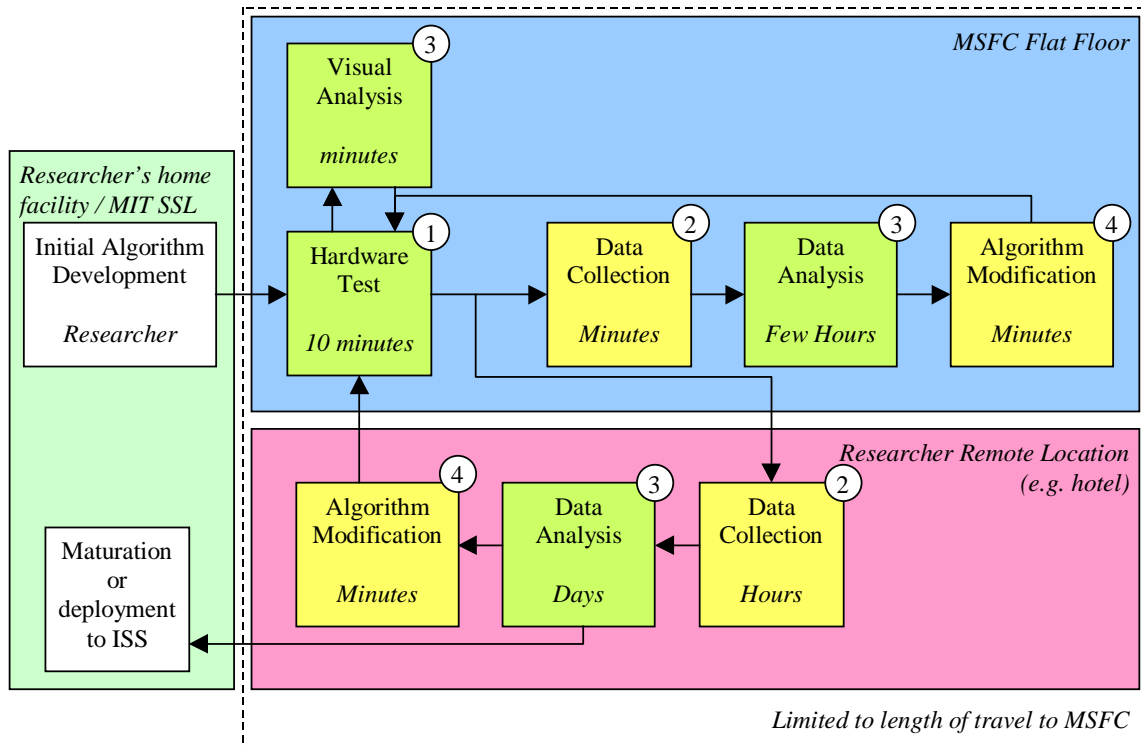 MSFC Flat Floor
3
Visual
Analysis
minutes
Researcher's home
facility / MIT SSL
Initial Algorithm
Development
Researcher
1
Hardware
Test
10 minutes
2
Data
Collection
Minutes
3
Data
Analysis
Few Hours
4
Algorithm
Modification
Minutes
Researcher Remote Location
(e.g. hotel)
4
Algorithm
Modification
Minutes
3
Data
Analysis
Days
2
Data
Collection
Hours
Maturation
or
deployment
to ISS
Limited to length of travel to MSFC